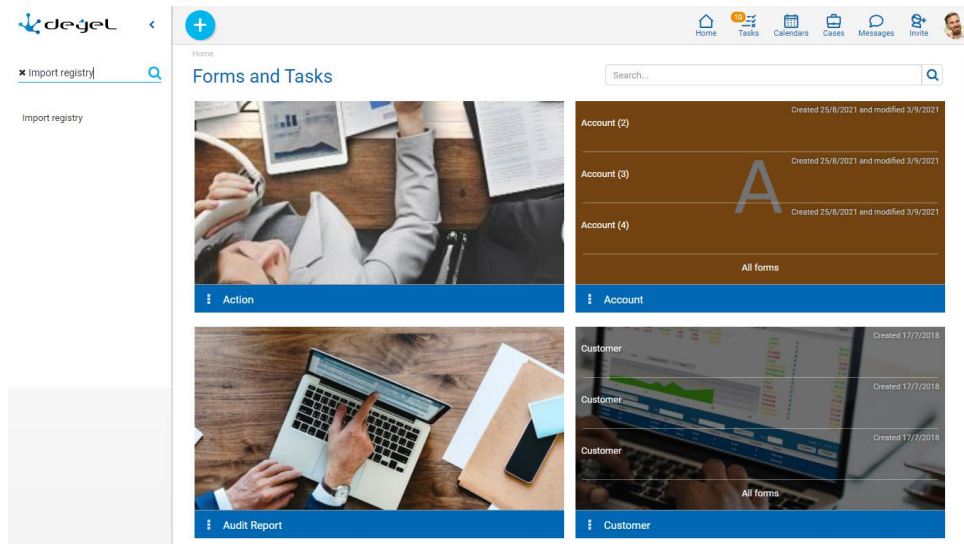 deyel
10
Home
Tasks
Calendars
Cases
Messages
Invite
Home
Import registry
Forms and Tasks
Search...
Import registry
Action
Created 25/8/2021 and modified 3/9/2021
Account (2)
Created 25/8/2021 and modified 3/9/2021
Account (3)
A
Created 25/8/2021 and modified 3/9/2021
Account (4)
All forms
Account
Audit Report
Created 17/7/2018
Customer
Created 17/7/2018
Customer
Created 17/7/2018
Customer
All forms
Customer